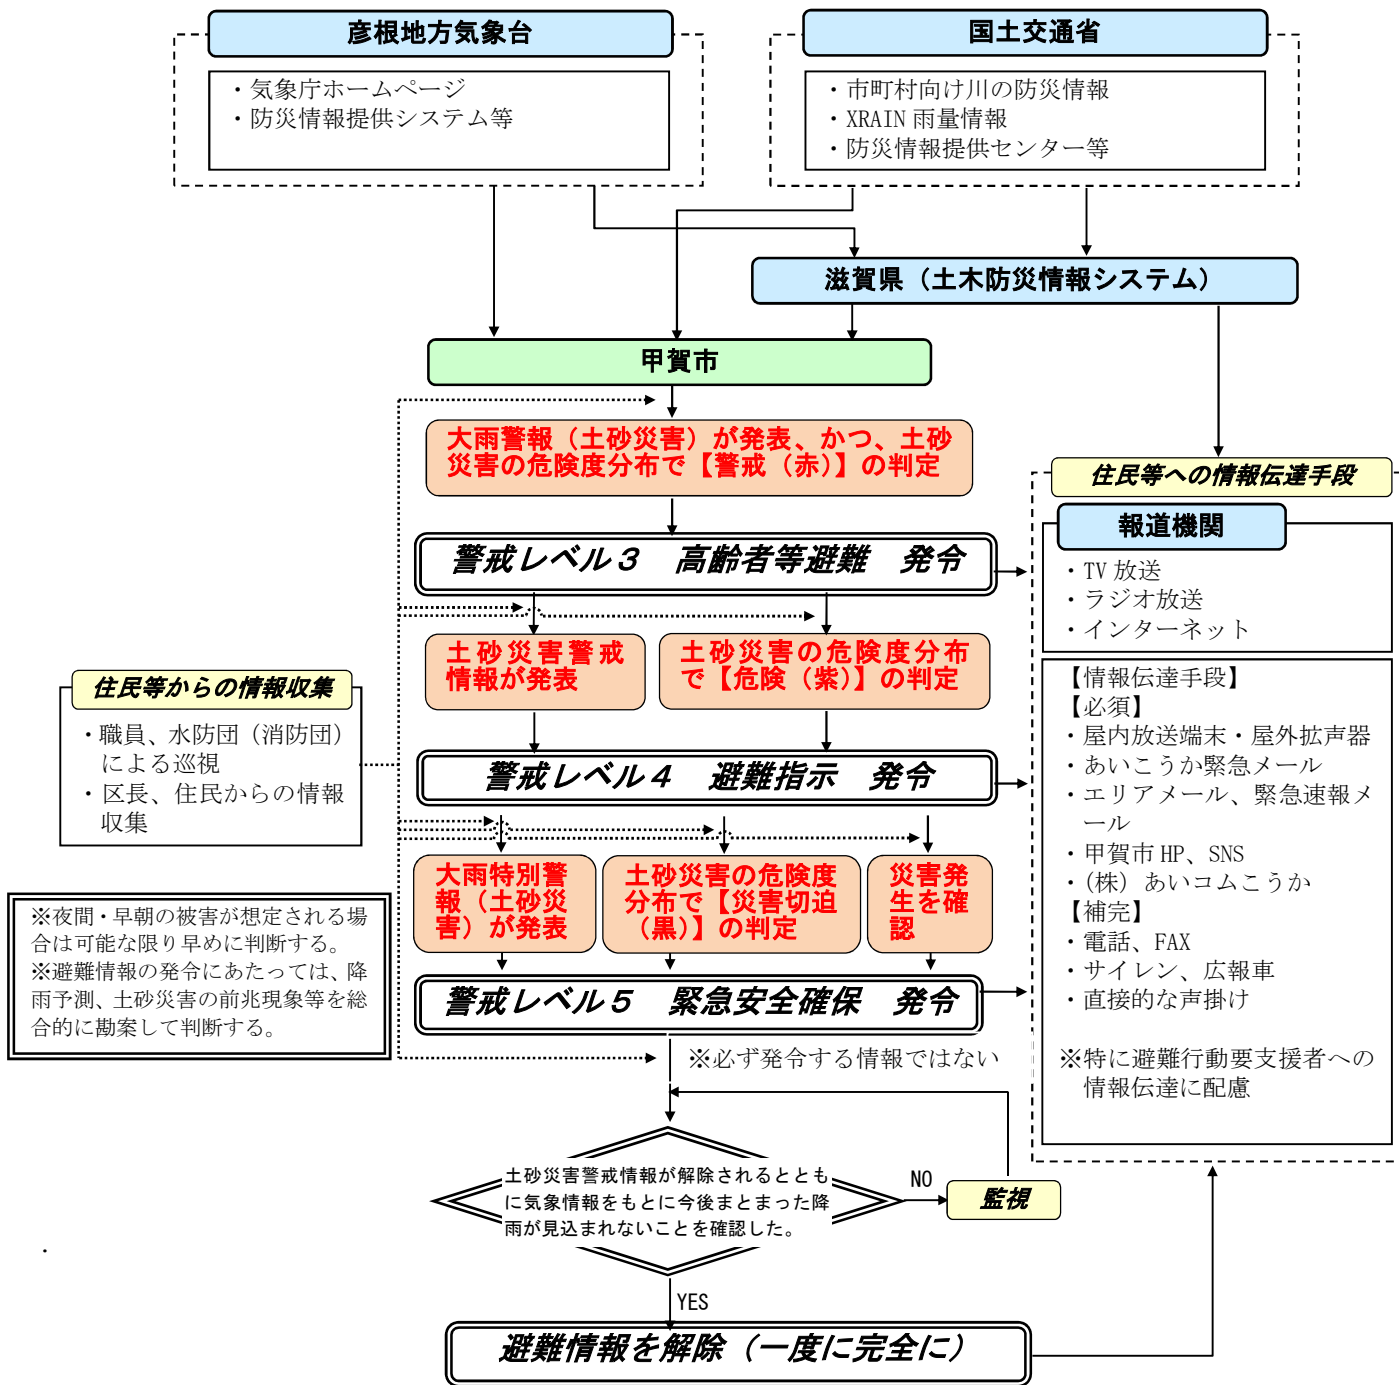 彦根地方気象台
・気象庁ホームページ
・防災情報提供システム等
国土交通省
・市町村向け川の防災情報
・XRAIN 雨量情報
・防災情報提供センター等
滋賀県（土木防災情報システム）
甲賀市
大雨警報（土砂災害）が発表、かつ、土砂
災害の危険度分布で【警戒（赤）】の判定
警戒レベル３　高齢者等避難　発令
土砂災害警戒
情報が発表
土砂災害の危険度分布
で【危険（紫）】の判定
警戒レベル４　避難指示　発令
大雨特別警
報（土砂災
害）が発表
土砂災害の危険度
分布で【災害切迫
（黒）】の判定
災害発
生を確
認
警戒レベル５　緊急安全確保　発令
※必ず発令する情報ではない
土砂災害警戒情報が解除されるととも
に気象情報をもとに今後まとまった降
雨が見込まれないことを確認した。
NO
監視
YES
避難情報を解除（一度に完全に）
住民等からの情報収集
・職員、水防団（消防団）
による巡視
・区長、住民からの情報
収集
※夜間・早朝の被害が想定される場
合は可能な限り早めに判断する。
※避難情報の発令にあたっては、降
雨予測、土砂災害の前兆現象等を総
合的に勘案して判断する。
住民等への情報伝達手段
報道機関
・TV 放送
・ラジオ放送
・インターネット
【情報伝達手段】
【必須】
・屋内放送端末・屋外拡声器
・あいこうか緊急メール
・エリアメール、緊急速報メ
ール
・甲賀市 HP、SNS
・(株) あいコムこうか
【補完】
・電話、FAX
・サイレン、広報車
・直接的な声掛け
※特に避難行動要支援者への
情報伝達に配慮